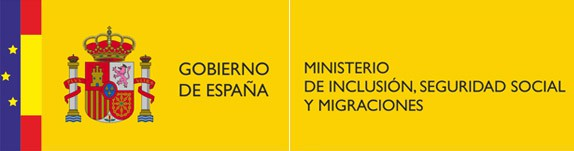 GOBIERNO
DE ESPAÑA
MINISTERIO
DE INCLUSIÓN, SEGURIDAD SOCIAL
Y MIGRACIONES